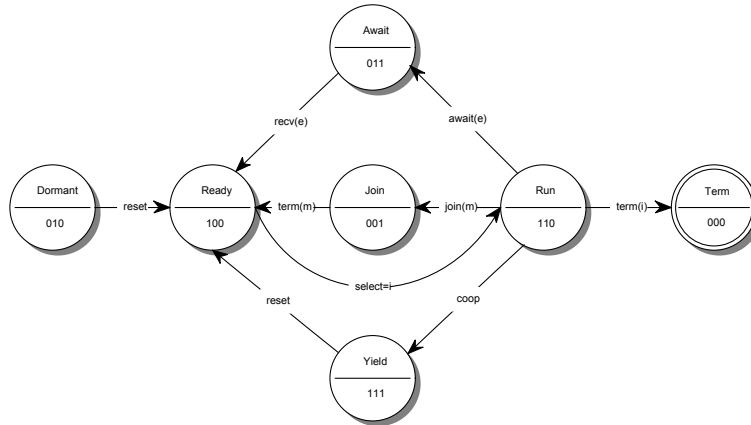 Await
011
recv(e)
await(e)
Dormant
010
reset
Ready
100
term(m)
Join
001
join(m)
Run
110
term(i)
Term
000
select=i
reset
coop
Yield
111